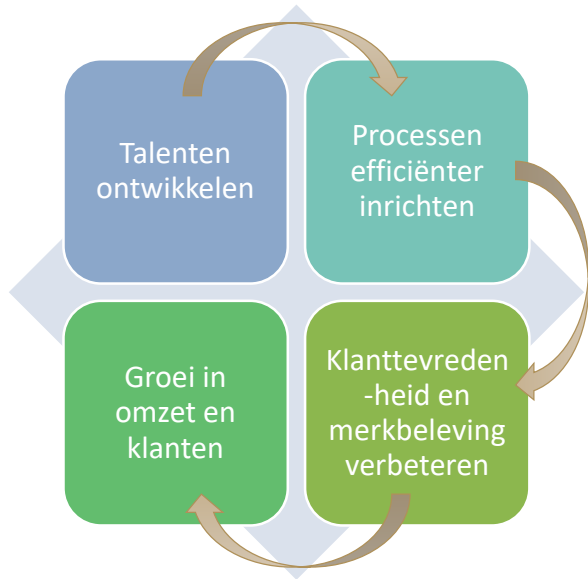 Talenten
ontwikkelen
Processen
efficiënter
inrichten
Groei in
omzet en
klanten
Klanttevreden
-heid en
merkbeleving
verbeteren